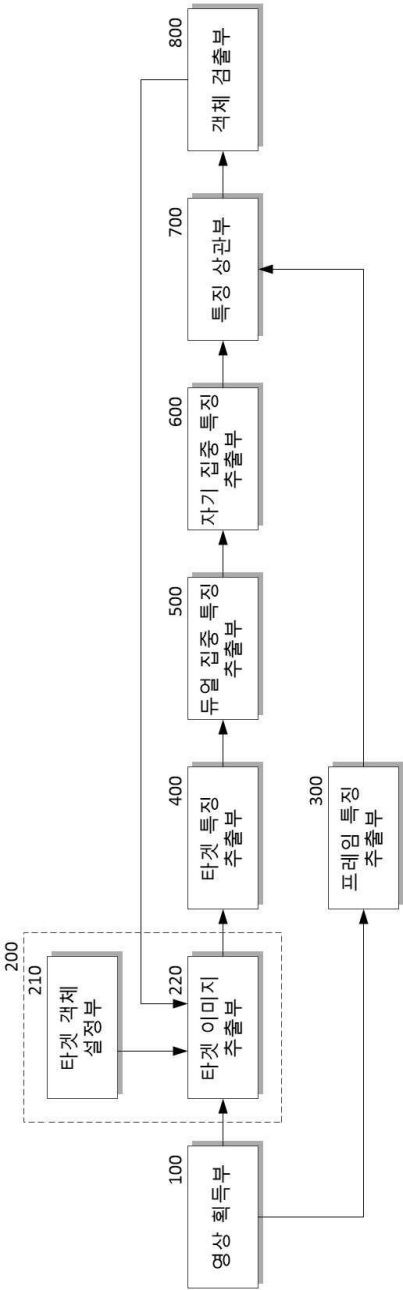 100
영상 획득부
200
210
타겟 객체
설정부
220
타겟 이미지
추출부
300
프레임 특징
추출부
400
타겟 특징
추출부
500
듀얼 집중 특징
추출부
600
자기 집중 특징
추출부
700
특징 상관부
800
객체 검출부